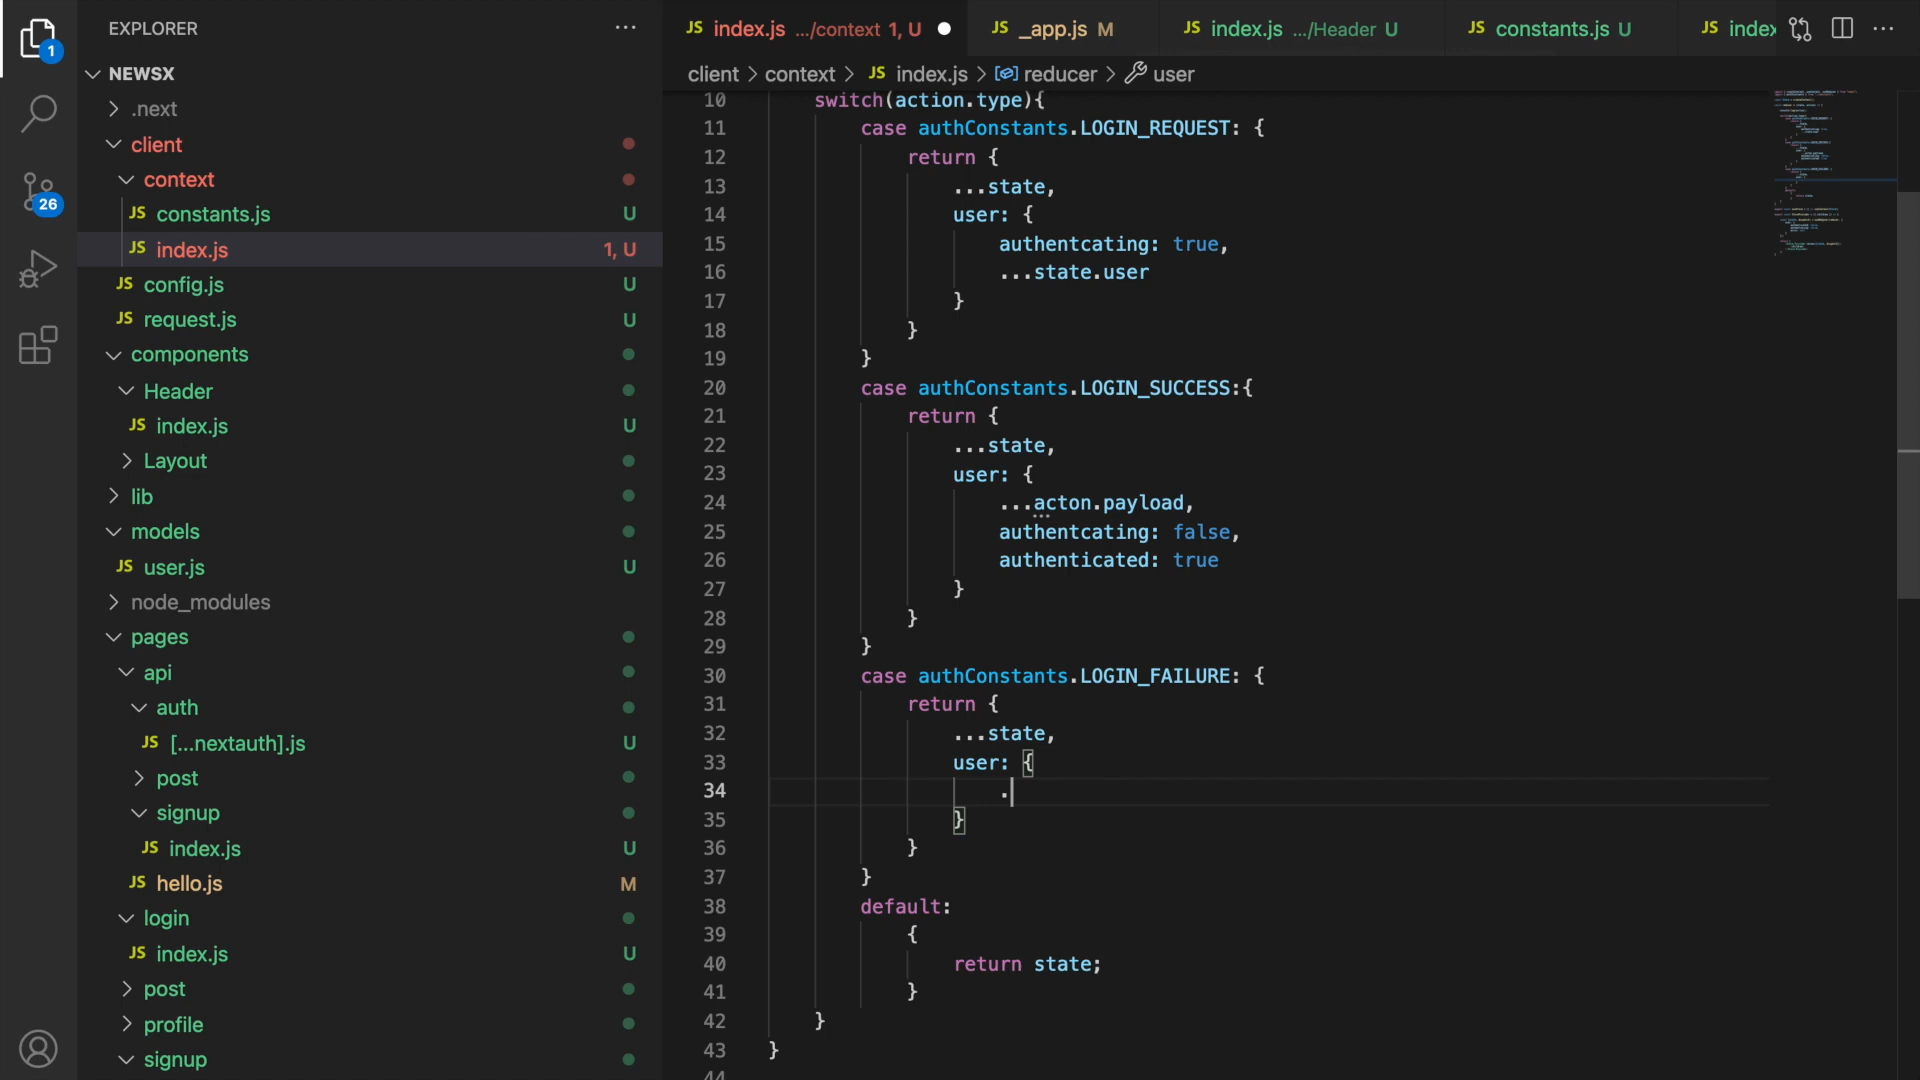 EXPLORER
NEWSX
.next
client
context
JS constants.js U
JS index.js 1, U
JS config.js U
JS request.js U
components
Header
JS index.js U
Layout
lib
models
JS user.js U
node_modules
pages
api
auth
JS [...nextauth].js U
post
signup
JS index.js U
JS hello.js M
login
JS index.js U
post
profile
signup
1
26
JS index.js .../context 1, U
JS _app.js M
JS index.js .../Header U
JS constants.js U
JS index
client > context > JS index.js > reducer > user
10 switch(action.type){
11 case authConstants.LOGIN_REQUEST: {
12 return {
13 ...state,
14 user: {
15 authentcating: true,
16 ...state.user
17 }
18 }
19 }
20 case authConstants.LOGIN_SUCCESS:{
21 return {
22 ...state,
23 user: {
24 ...acton.payload,
25 authentcating: false,
26 authenticated: true
27 }
28 }
29 }
30 case authConstants.LOGIN_FAILURE: {
31 return {
32 ...state,
33 user: {
34 .
35 }
36 }
37 }
38 default:
39 {
40 return state;
41 }
42 }
43 }
44